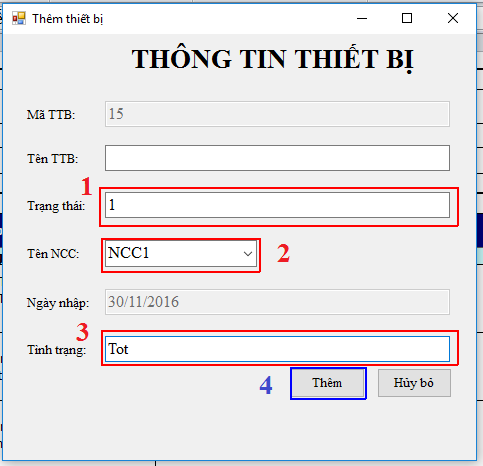 Thêm thiết bị
THÔNG TIN THIẾT BỊ
Mã TTB: 15
Tên TTB:
1
Trạng thái: 1
Tên NCC: NCC1 2
Ngày nhập: 30/11/2016
3
Tình trạng: Tot
4 Thêm Hủy bỏ